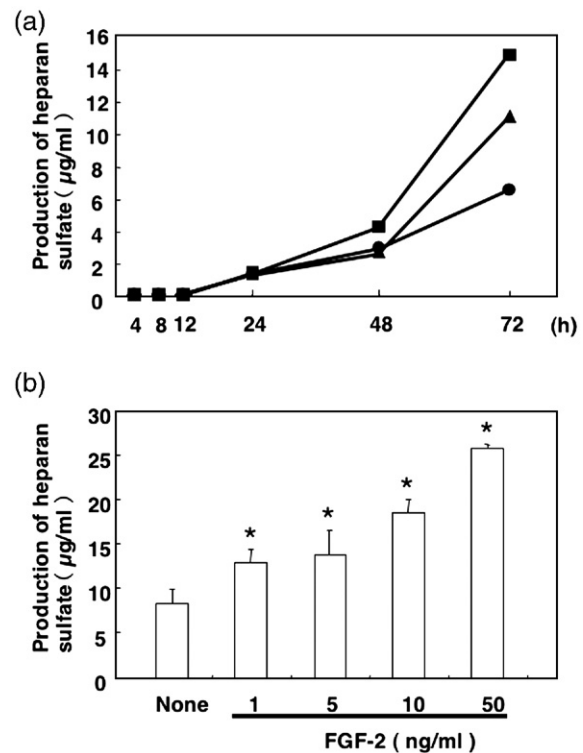 (a)
Production of heparan
sulfate ( µg/ml )
16
14
12
10
8
6
4
2
0
4 8 12 24 48 72 (h)
(b)
Production of heparan
sulfate ( µg/ml )
30
25
20
15
10
5
0
* * * *
None 1 5 10 50
FGF-2 ( ng/ml )